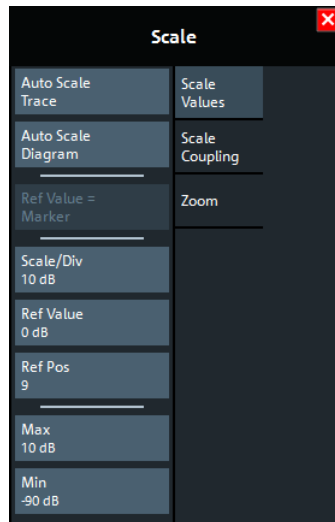 Scale
Auto Scale
Trace
Auto Scale
Diagram
Ref Value =
Marker
Scale/Div
10 dB
Ref Value
0 dB
Ref Pos
9
Max
10 dB
Min
-90 dB
Scale
Values
Scale
Coupling
Zoom